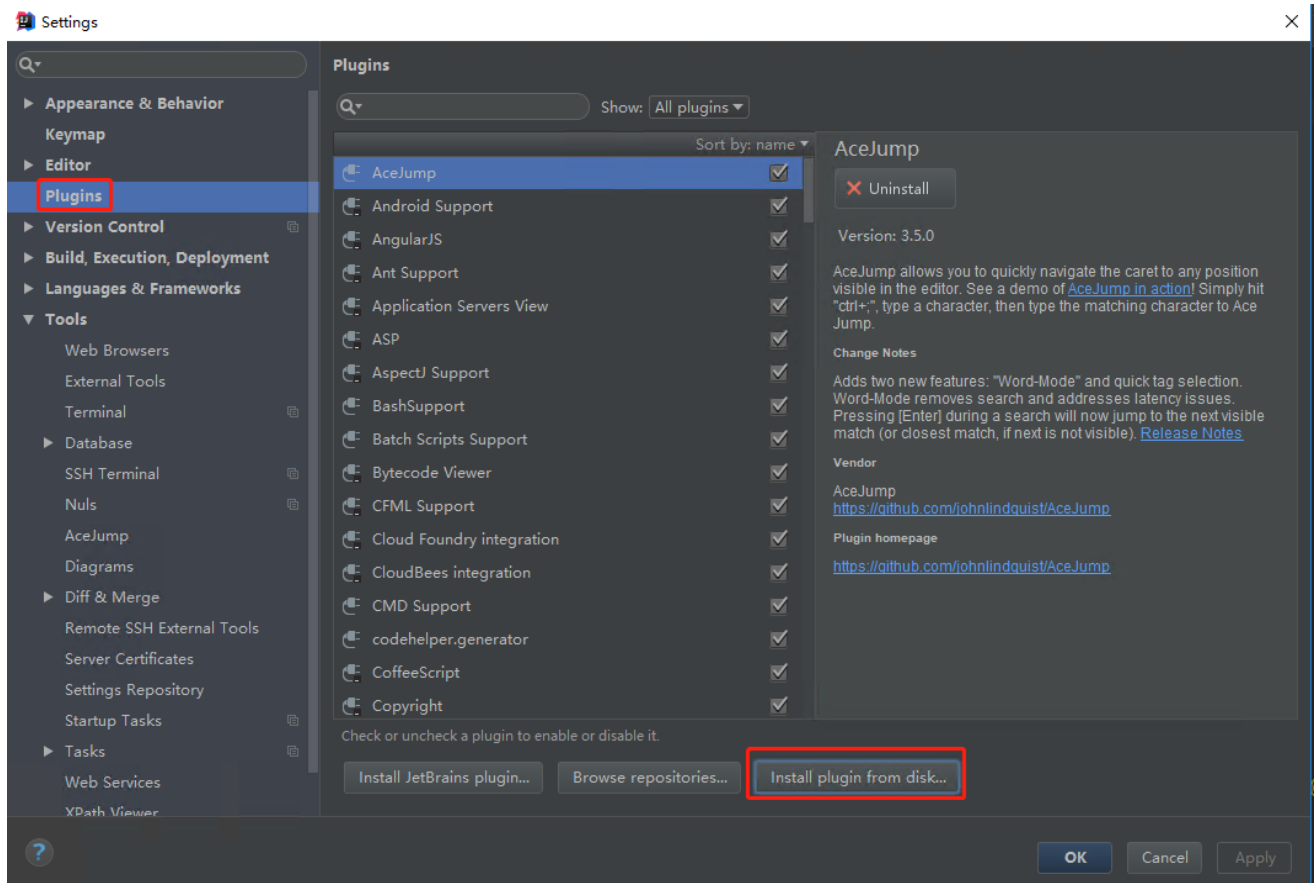 Settings
Appearance & Behavior
Keymap
Editor
Plugins
Version Control
Build, Execution, Deployment
Languages & Frameworks
Tools
Web Browsers
External Tools
Terminal
Database
SSH Terminal
Nuls
AceJump
Diagrams
Diff & Merge
Remote SSH External Tools
Server Certificates
Settings Repository
Startup Tasks
Tasks
Web Services
XPath Viewer
Plugins
Show: All plugins
Sort by: name
AceJump
Android Support
AngularJS
Ant Support
Application Servers View
ASP
AspectJ Support
BashSupport
Batch Scripts Support
Bytecode Viewer
CFML Support
Cloud Foundry integration
CloudBees integration
CMD Support
codehelper.generator
CoffeeScript
Copyright
Check or uncheck a plugin to enable or disable it.
Install JetBrains plugin... Browse repositories... Install plugin from disk...
AceJump
Uninstall
Version: 3.5.0
AceJump allows you to quickly navigate the caret to any position
visible in the editor. See a demo of AceJump in action! Simply hit
"ctrl+;", type a character, then type the matching character to Ace
Jump.
Change Notes
Adds two new features: "Word-Mode" and quick tag selection.
Word-Mode removes search and addresses latency issues.
Pressing [Enter] during a search will now jump to the next visible
match (or closest match, if next is not visible). Release Notes
Vendor
AceJump
https://github.com/johnlindquist/AceJump
Plugin homepage
https://github.com/johnlindquist/AceJump
?
OK Cancel Apply